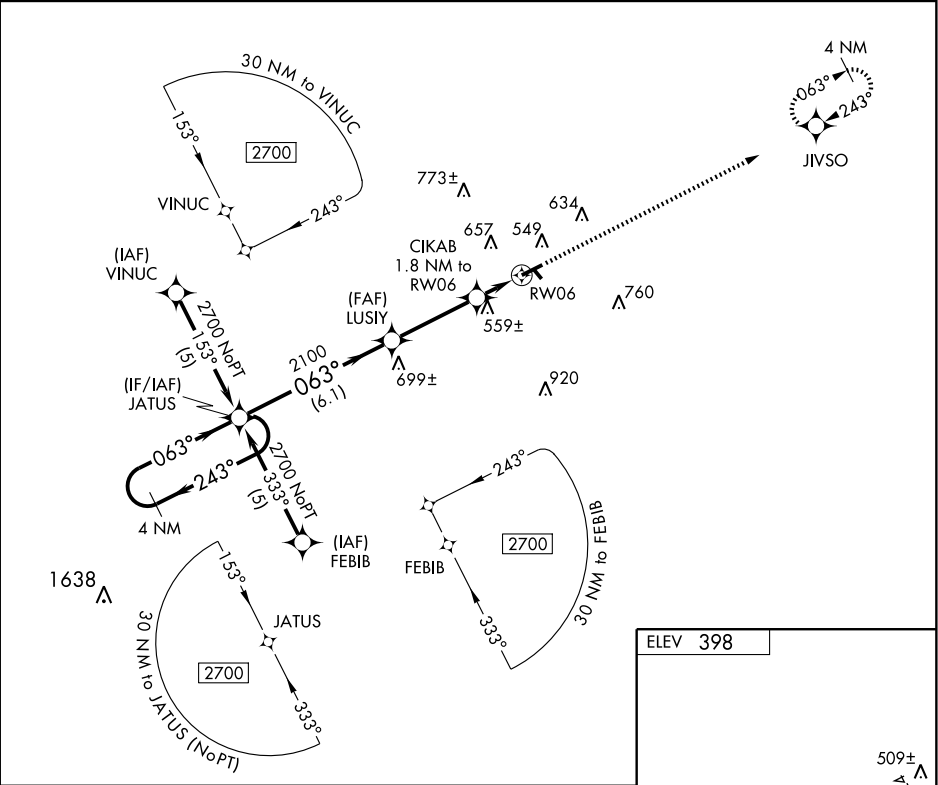 4 NM
063°
243°
JIVSO
30 NM to VINUC
153°
2700
243°
VINUC
773±
634
657
549
CIKAB
1.8 NM to
RW06
RW06
(IAF)
VINUC
760
(FAF)
LUSIY
559±
2700 NoPT
153°
(5)
2100
063°
(6.1)
699±
920
(IF/IAF)
JATUS
063°
243°
4 NM
2700 NoPT
333°
(5)
(IAF)
FEBIB
243°
2700
FEBIB
333°
30 NM to FEBIB
1638
153°
JATUS
2700
333°
30 NM to JATUS (NoPT)
ELEV 398
509±